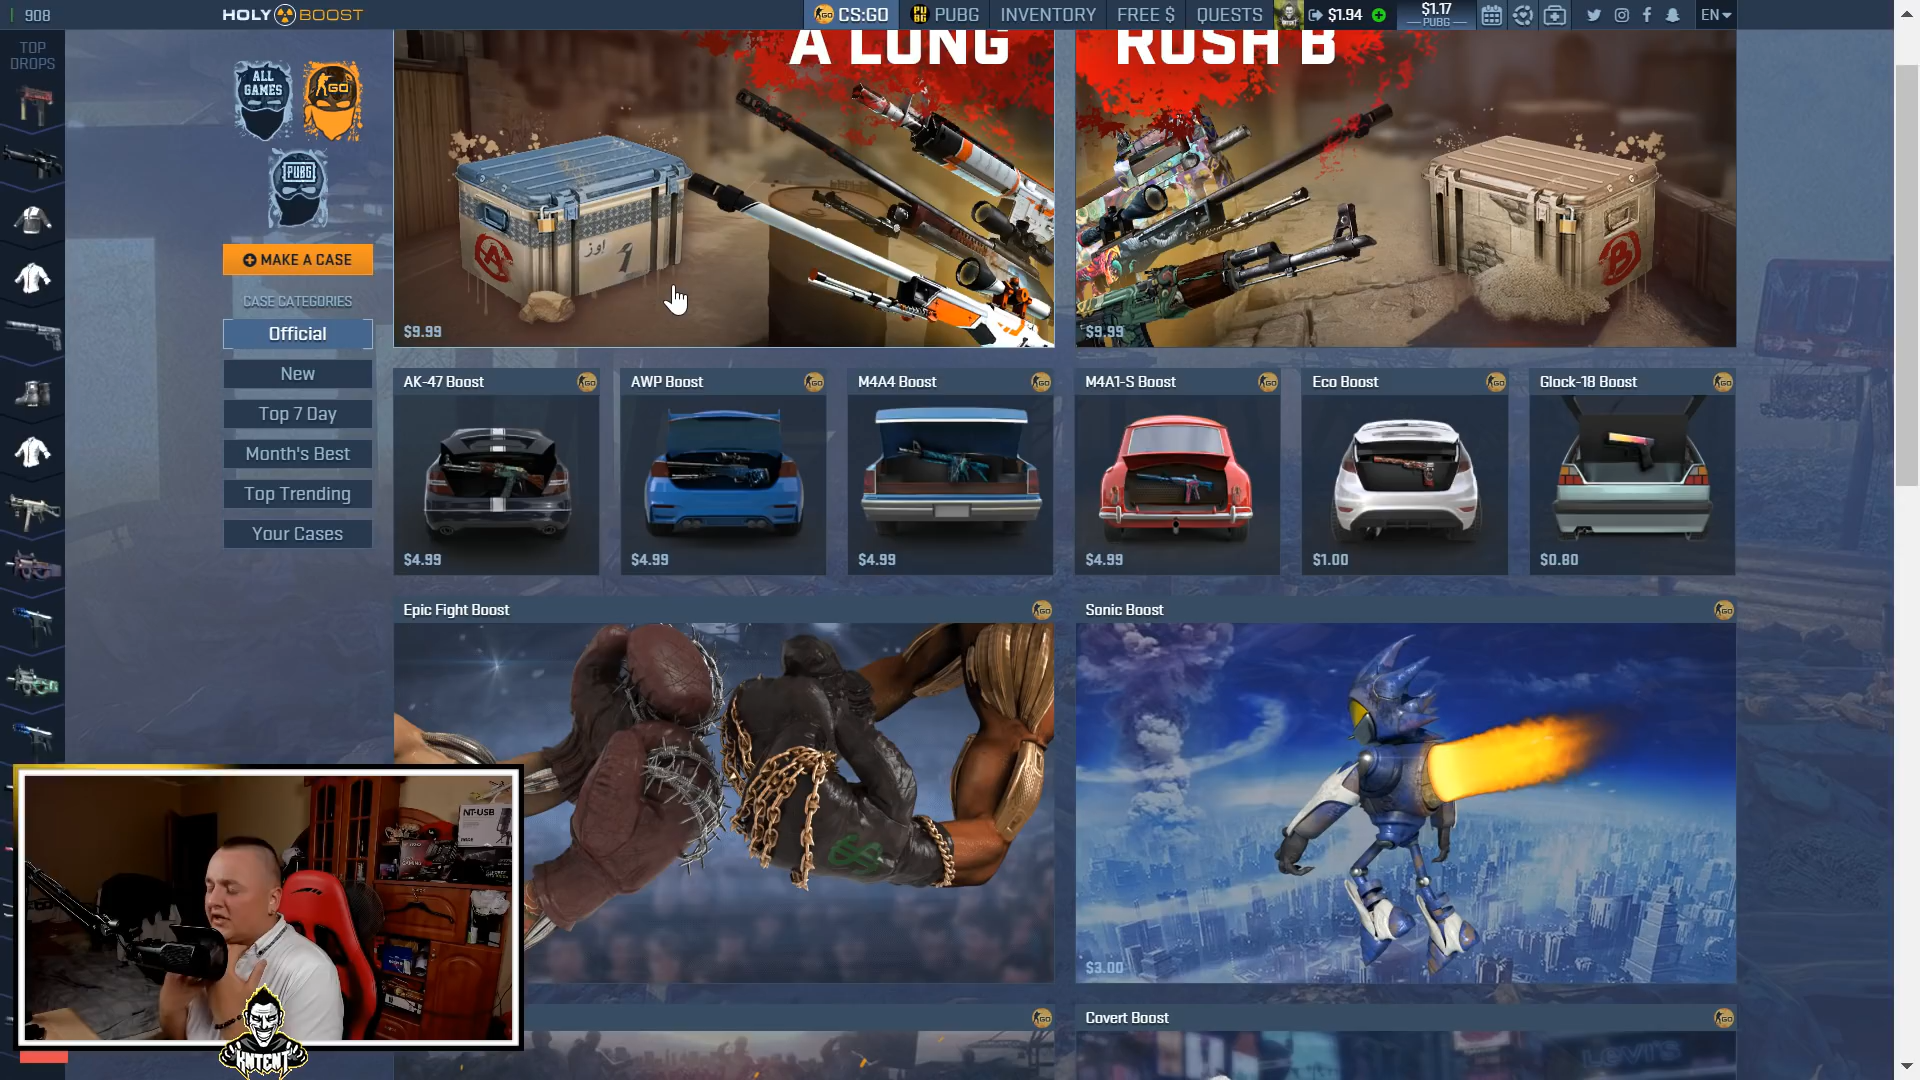 908
HOLY BOOST
CS:GO
PUBG
INVENTORY
FREE $
QUESTS
$1.94
$1.17
PUBG
EN
TOP
DROPS
ALL
GAMES
GO
PUBG
MAKE A CASE
CASE CATEGORIES
Official
New
Top 7 Day
Month's Best
Top Trending
Your Cases
A LONG
$9.99
RUSH B
$9.99
AK-47 Boost
$4.99
AWP Boost
$4.99
M4A4 Boost
$4.99
M4A1-S Boost
$4.99
Eco Boost
$1.00
Glock-18 Boost
$0.80
Epic Fight Boost
Sonic Boost
$3.00
Covert Boost
LEVI'S
NT-USB
KNTENT